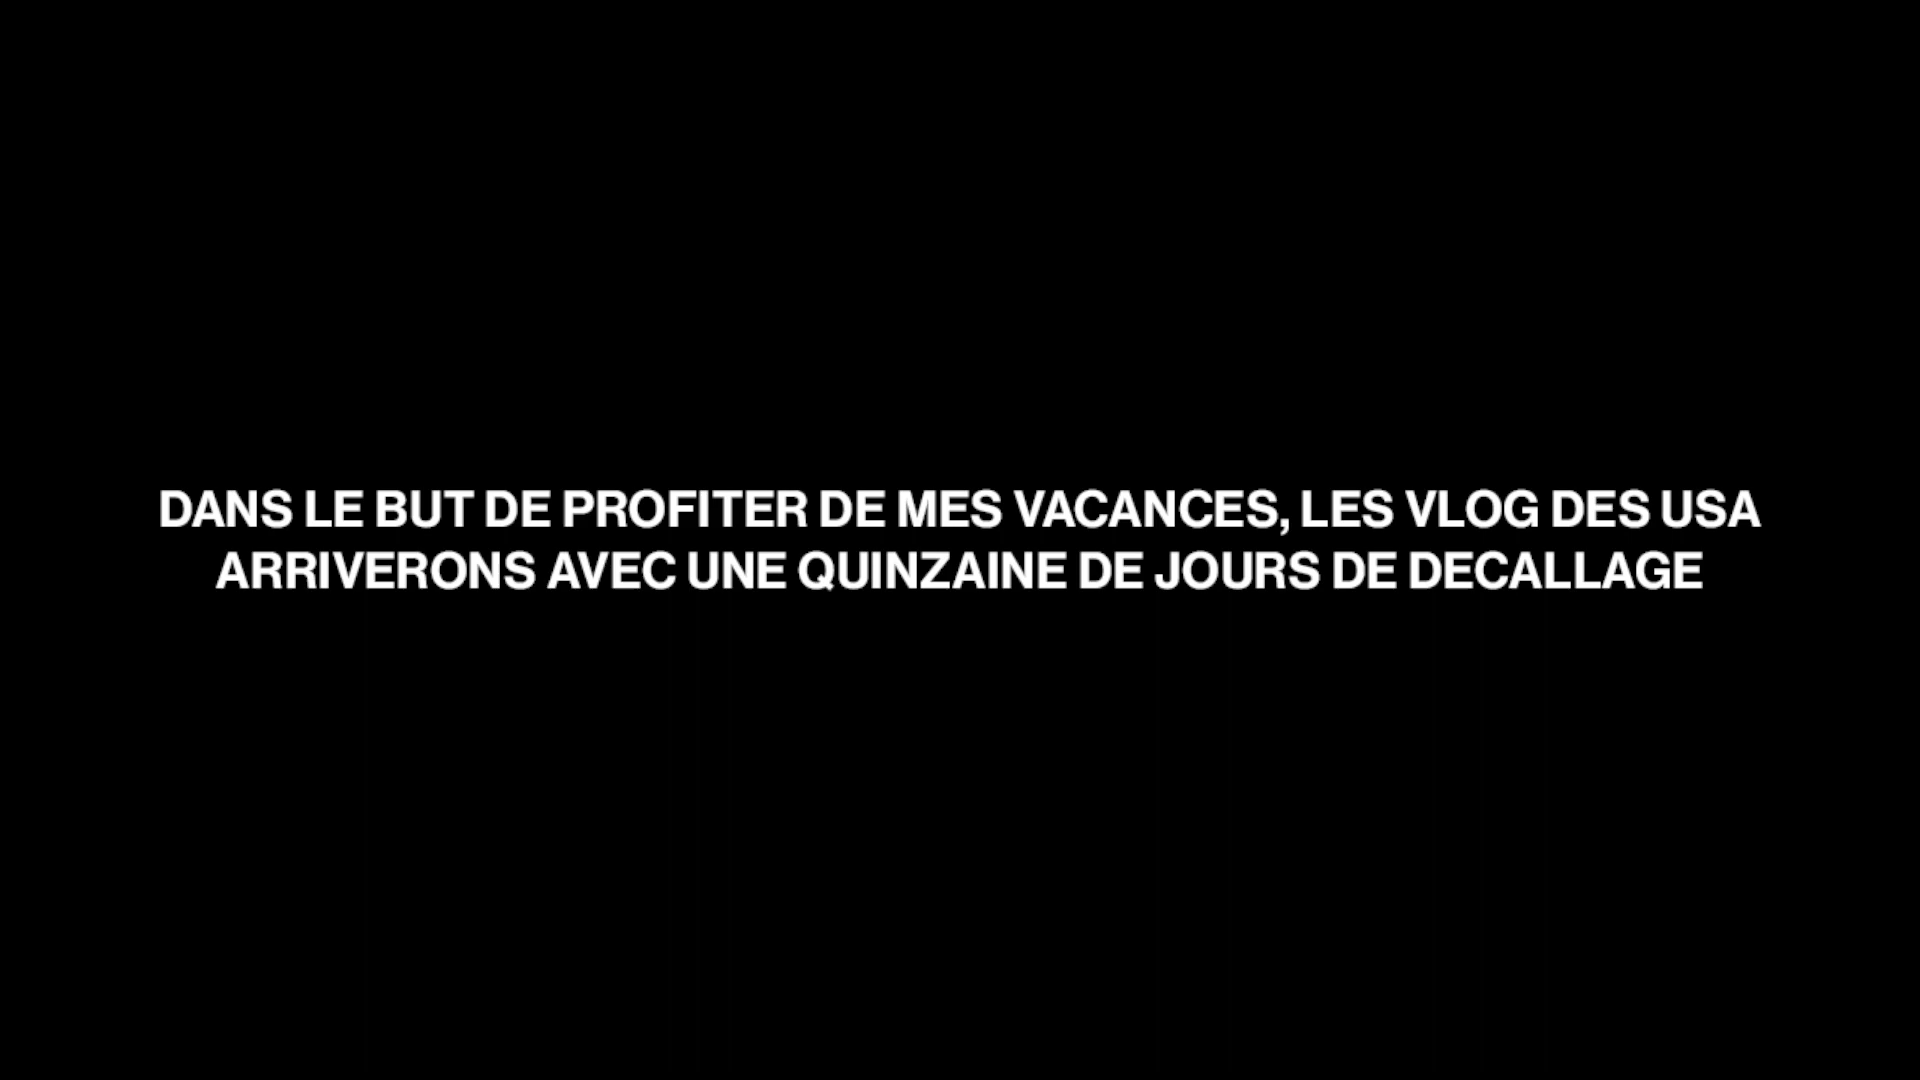 DANS LE BUT DE PROFITER DE MES VACANCES, LES VLOG DES USA
ARRIVERONS AVEC UNE QUINZAINE DE JOURS DE DECALLAGE